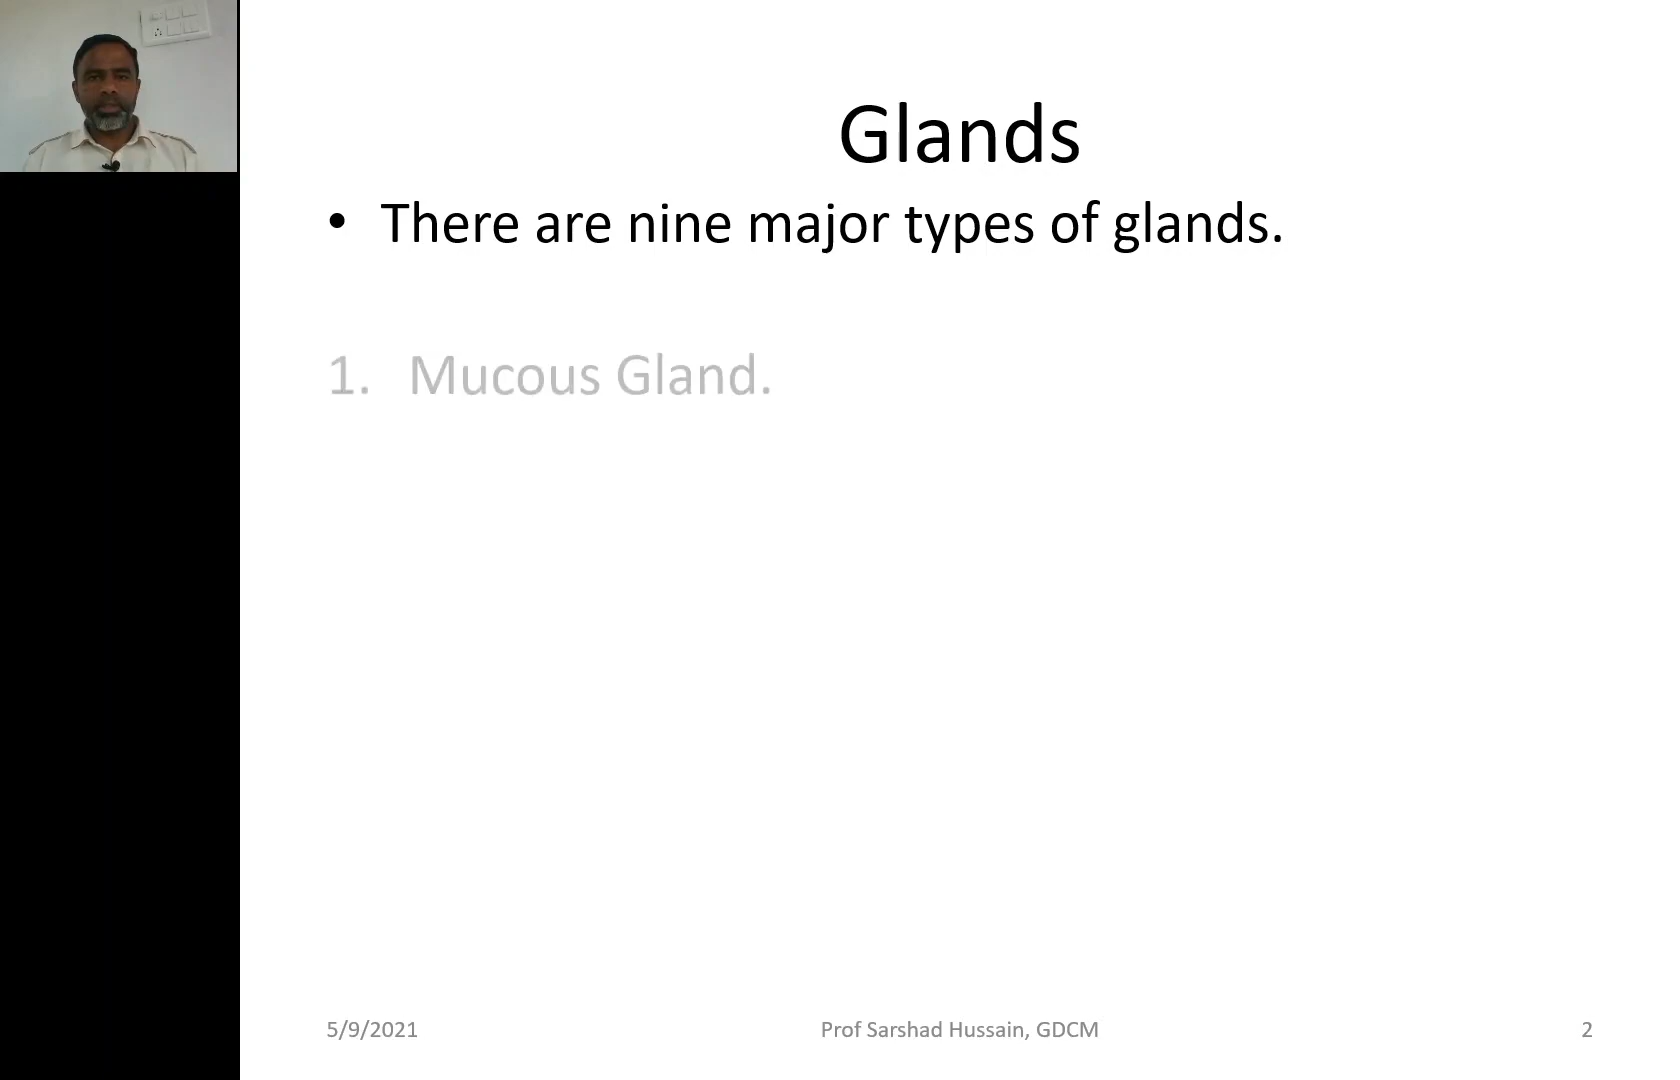 Glands
• There are nine major types of glands.
1. Mucous Gland.
5/9/2021
Prof Sarshad Hussain, GDCM
2